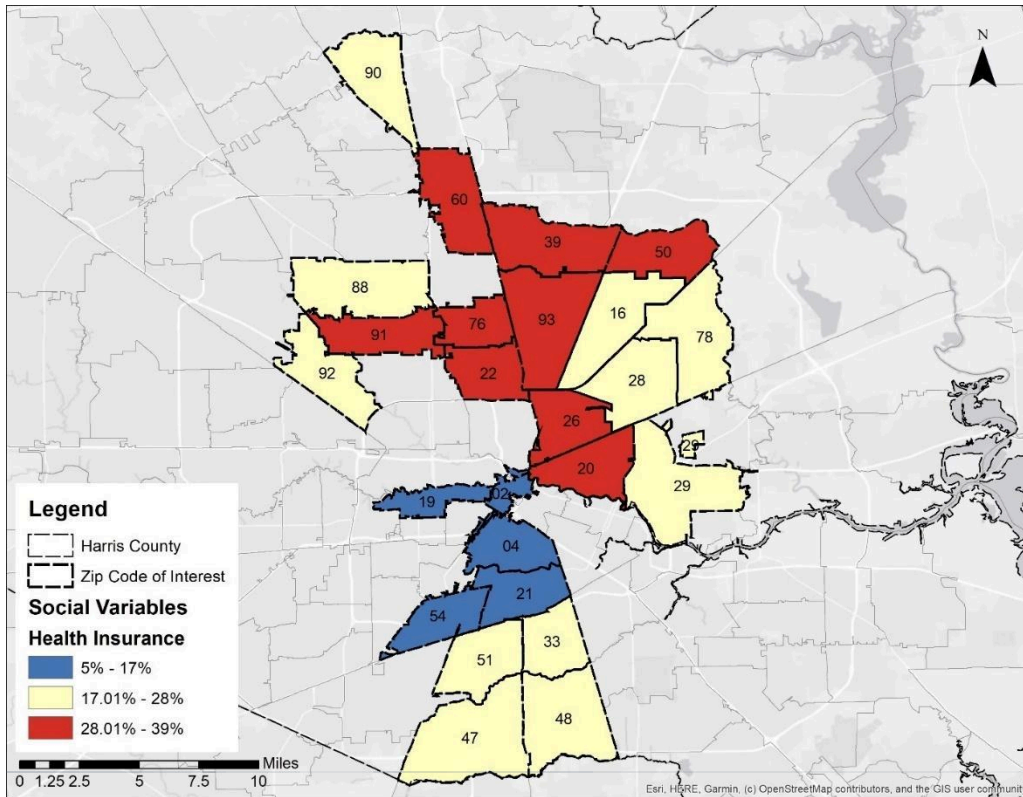 N
90
60
39
50
88
16
76
93
78
91
22
92
28
26
29
20
29
19
02
04
21
54
33
51
48
47
Legend
Harris County
Zip Code of Interest
Social Variables
Health Insurance
5% - 17%
17.01% - 28%
28.01% - 39%
Miles
0 1.25 2.5 5 7.5 10
Esri, HERE, Garmin, (c) OpenStreetMap contributors, and the GIS user communit